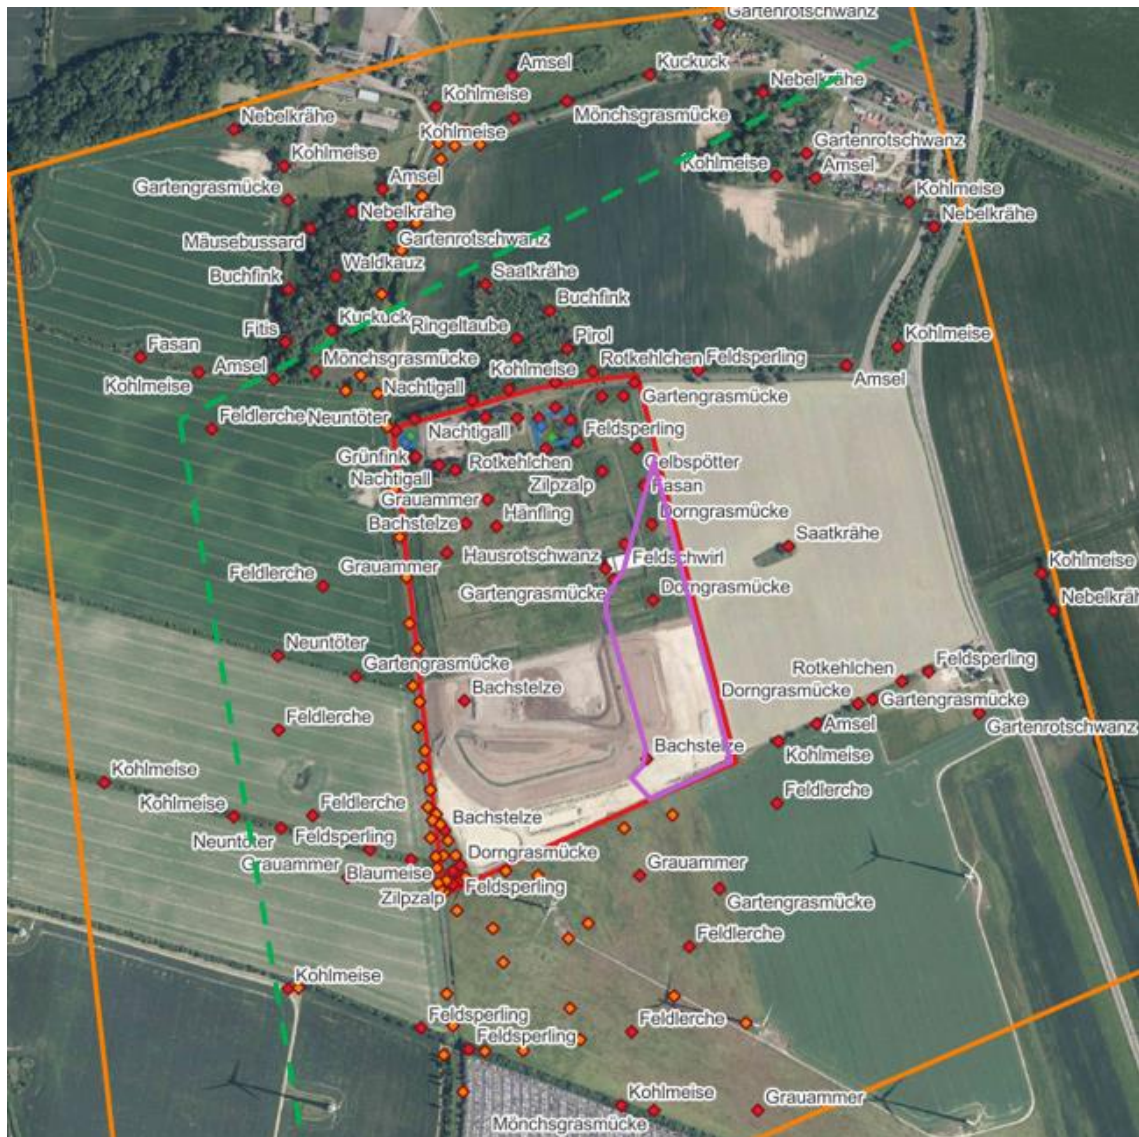 Gartenrotschwanz
Amsel
Kuckuck
Nebelkrähe
Kohlmeise
Mönchsgrasmücke
Nebelkrähe
Kohlmeise
Gartenrotschwanz
Kohlmeise
Kohlmeise
Amsel
Gartengrasmücke
Amsel
Kohlmeise
Nebelkrähe
Nebelkrähe
Mäusebussard
Gartenrotschwanz
Waldkauz
Buchfink
Saatkrähe
Buchfink
Fitis
Kuckuck
Ringeltaube
Pirol
Kohlmeise
Fasan
Amsel
Mönchsgrasmücke
Kohlmeise
Rotkehlchen
Feldsperling
Amsel
Kohlmeise
Nachtigall
Gartengrasmücke
Feldlerche
Neuntöter
Nachtigall
Feldsperling
Grünfink
Rotkehlchen
Gelbspötter
Nachtigall
Zilpzalp
Fasan
Grauammer
Hänfling
Dorngrasmücke
Bachstelze
Saatkrähe
Hausrotschwanz
Feldschwirl
Grauammer
Kohlmeise
Feldlerche
Gartengrasmücke
Dorngrasmücke
Nebelkräh
Neuntöter
Gartengrasmücke
Rotkehlchen
Feldsperling
Bachstelze
Dorngrasmücke
Gartengrasmücke
Feldlerche
Amsel
Gartenrotschwanz
Bachstelze
Kohlmeise
Kohlmeise
Feldlerche
Kohlmeise
Feldlerche
Bachstelze
Neuntöter
Feldsperling
Grauammer
Dorngrasmücke
Grauammer
Blaumeise
Feldsperling
Zilpzalp
Gartengrasmücke
Feldlerche
Kohlmeise
Feldsperling
Feldlerche
Feldsperling
Kohlmeise
Grauammer
Mönchsgrasmücke